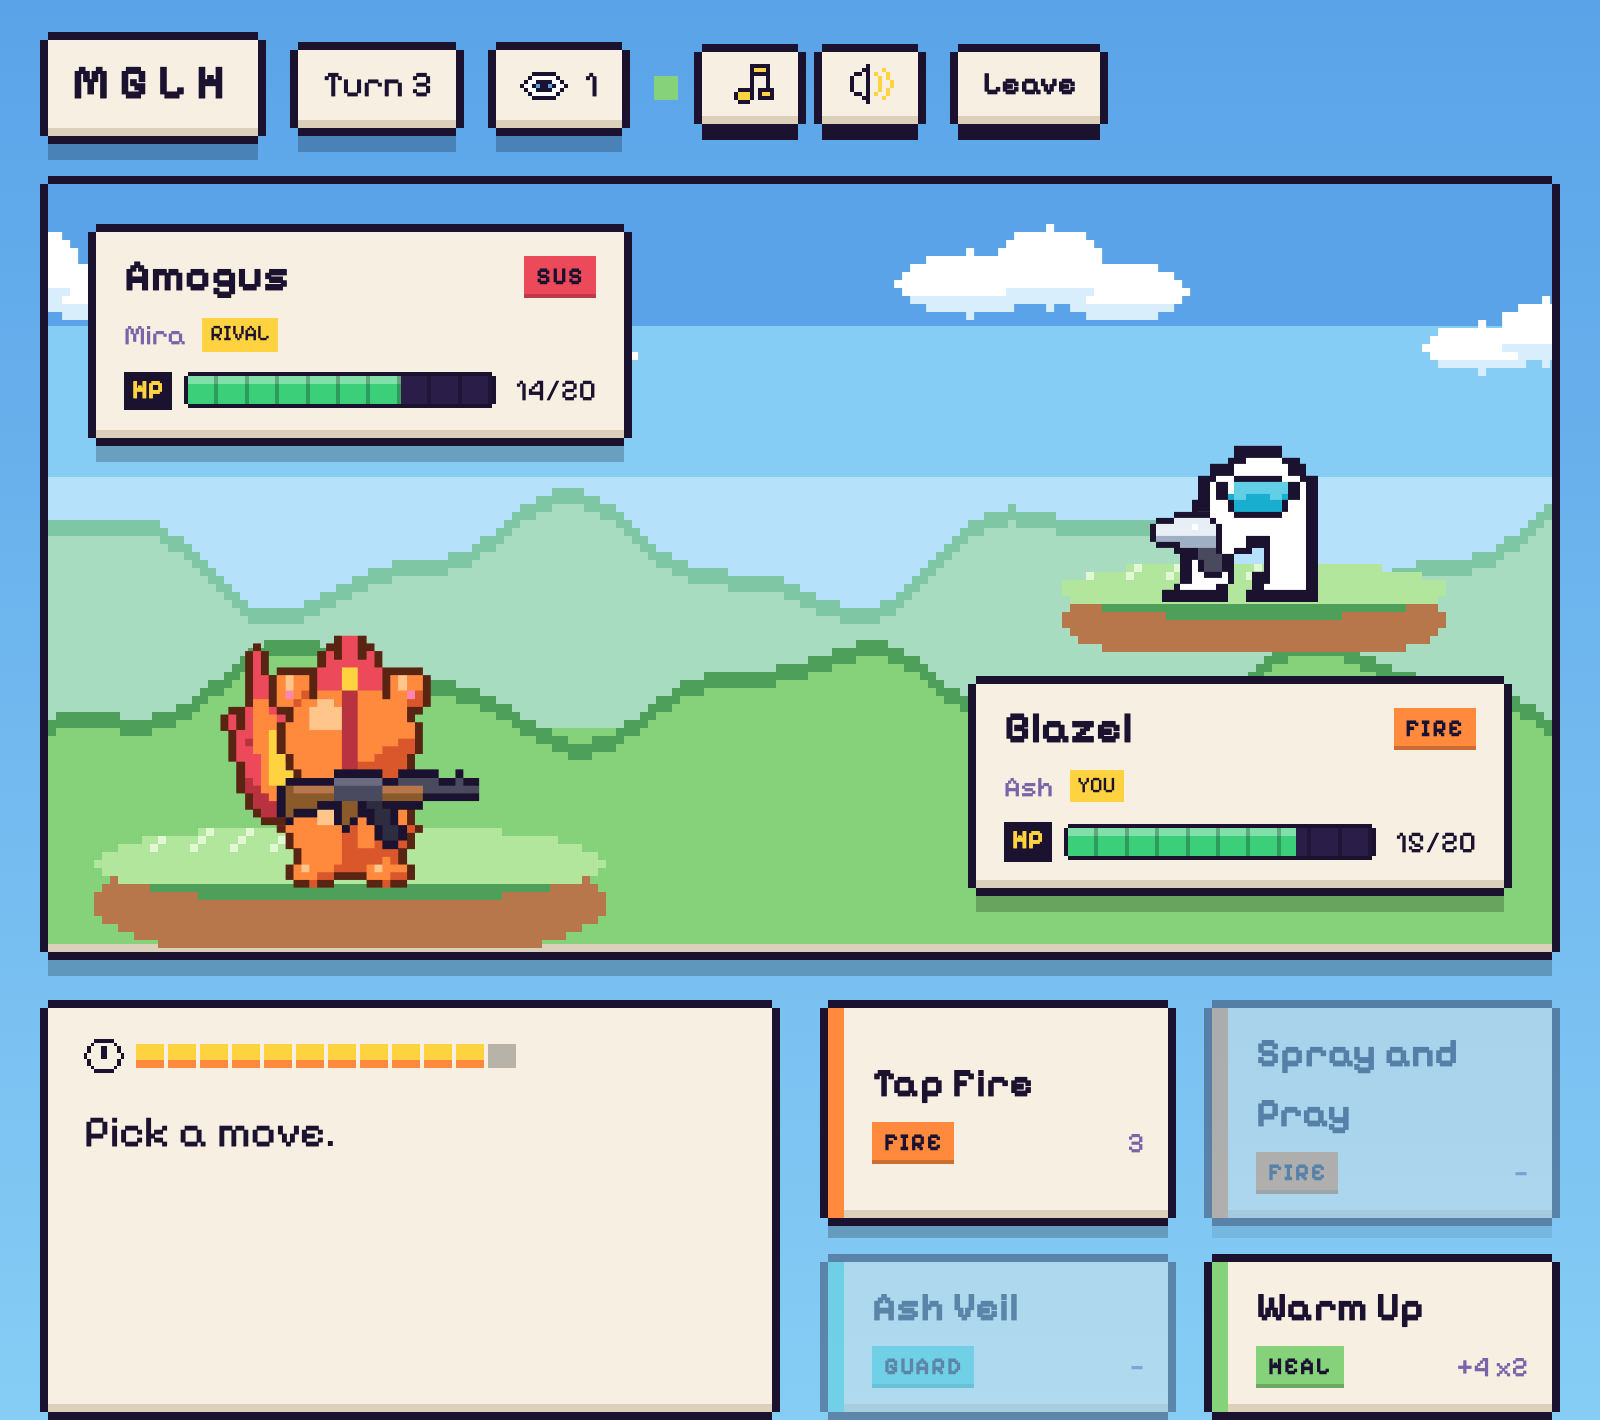 MGLH
Turn 3
1
Leave
Amogus
SUS
Mira
RIVAL
HP
14/20
Blazel
FIRE
Ash
YOU
HP
15/20
Pick a move.
Tap Fire
FIRE
3
Spray and
Pray
FIRE
–
Ash Veil
GUARD
–
Warm Up
HEAL
+4 x2